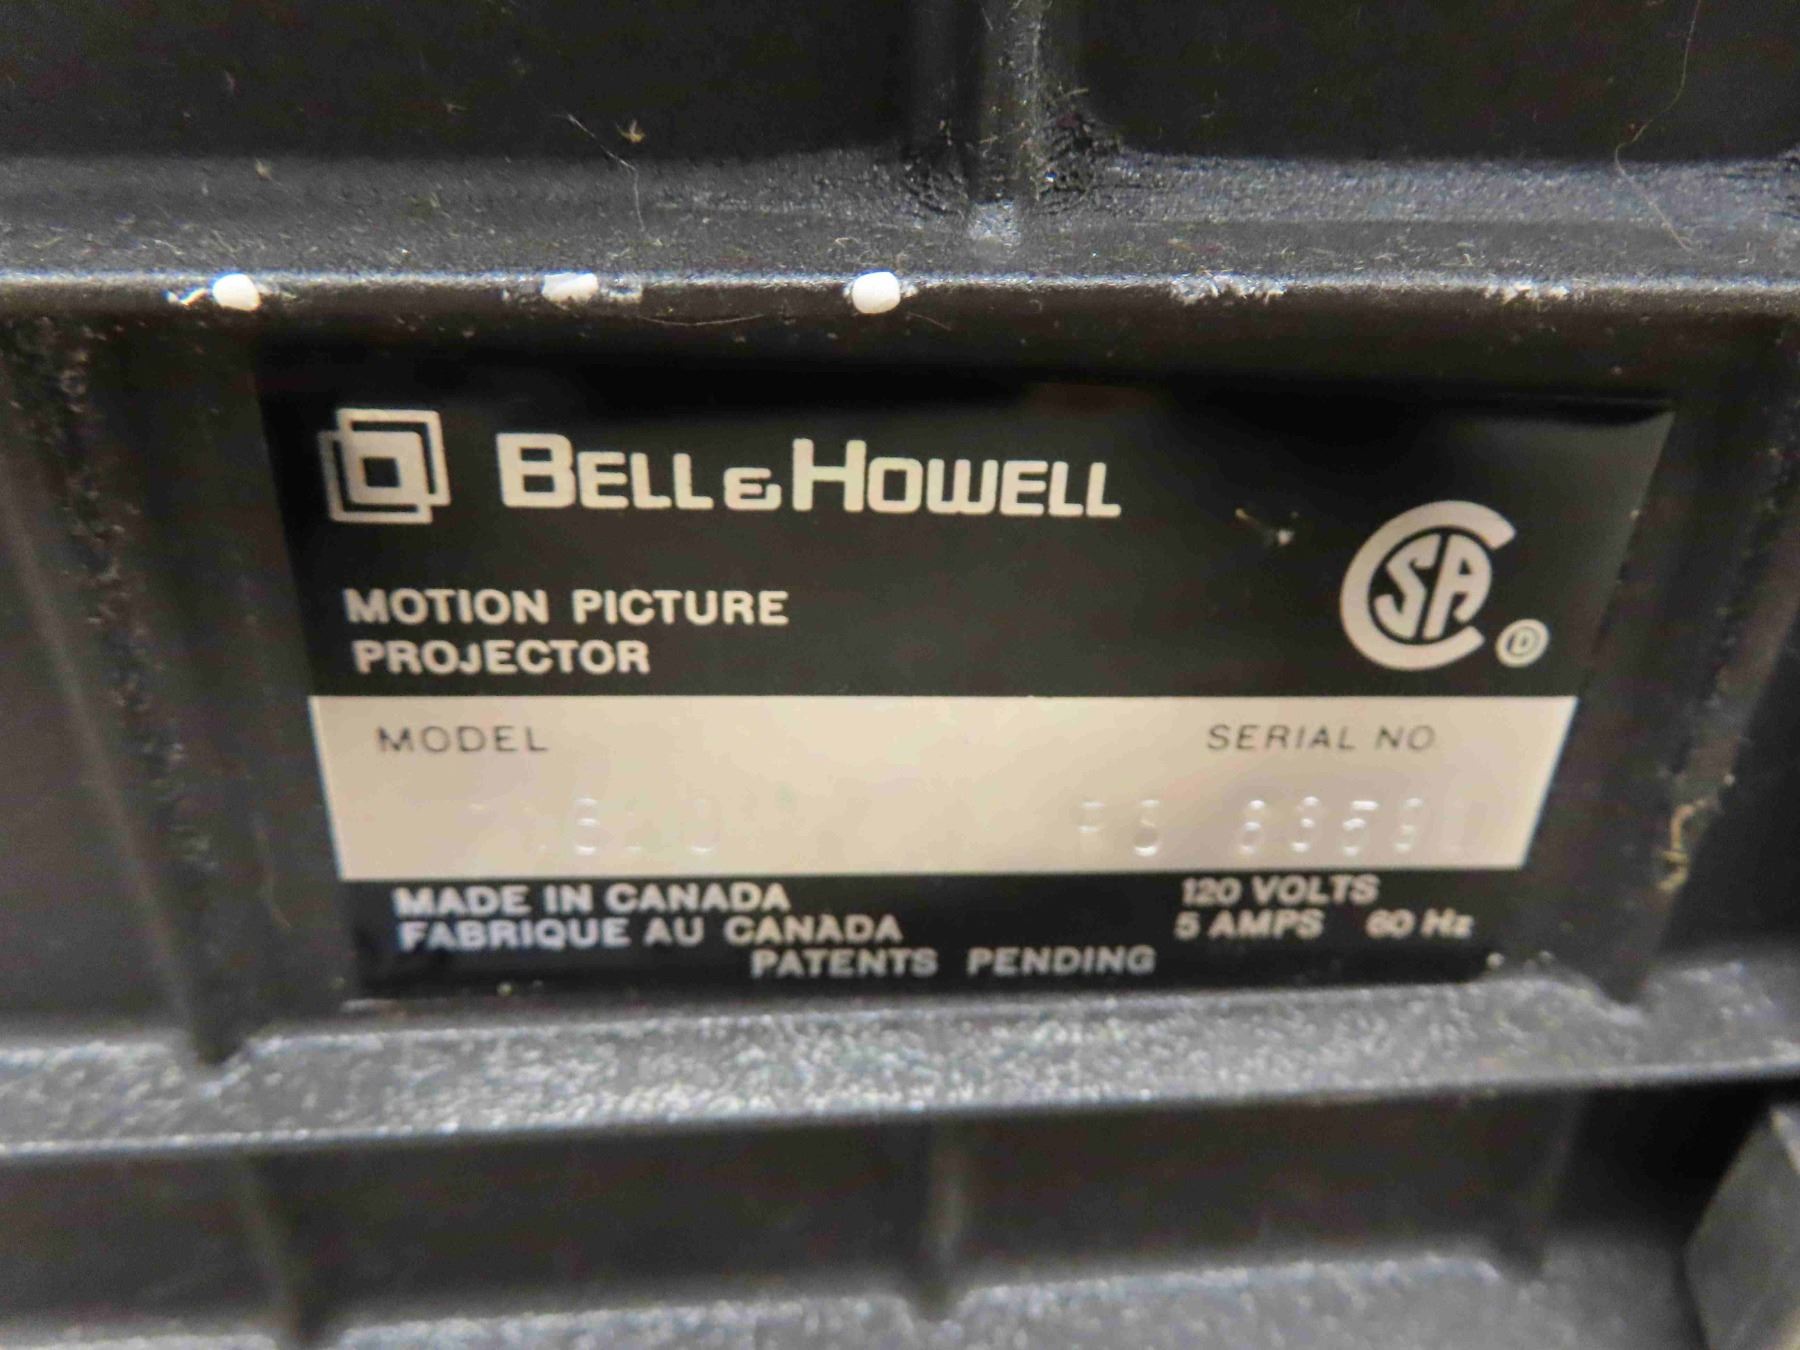 BELL & HOWELL
CSA
D
MOTION PICTURE
PROJECTOR
MODEL SERIAL NO.
MADE IN CANADA 120 VOLTS
FABRIQUE AU CANADA 5 AMPS 60 Hz
PATENTS PENDING